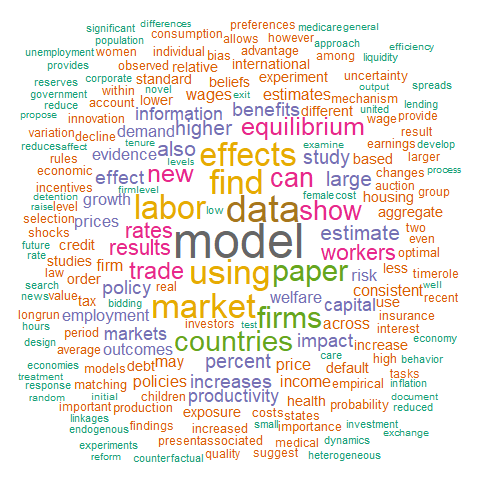 significant differences preferences medicare general
population consumption allows however approach efficiency
unemployment women individual bias advantage among liquidity
provides observed relative international
reserves corporate novel standard beliefs experiment uncertainty output spreads
government within wages estimates mechanism lending
reduce account lower exit united
propose innovation information benefits different wage provide
variation decline demand higher equilibrium result
reduces affect tenure also examine earnings develop
rules evidence effects study based larger
economic levels new find can large changes process
incentives effect firmlevel female cost housing auction group
detention growth labor low data show aggregate
raise level
selection prices rates estimate two
shocks results model workers even
future credit optimal
rate studies firm trade using paper risk less timerole
law order policy real welfare consistent well
search
news value tax market firms capital use recent
longrun bidding employment across insurance
hours period markets investors test countries impact increase interest economy
design average outcomes care high behavior
economies models debt may percent price default tasks
treatment matching policies increases income empirical inflation
response children productivity health probability document
random initial reduced
important production exposure costs states
linkages findings increased small importance dynamics investment
endogenous exchange
experiments present associated medical
reform counterfactual quality suggest heterogeneous